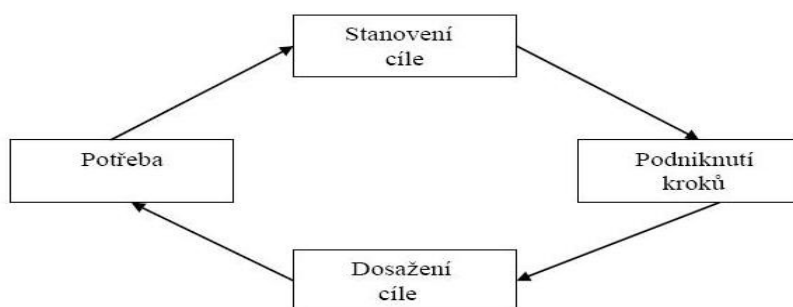 Stanovení
cíle
Potřeba
Podniknutí
kroků
Dosažení
cíle